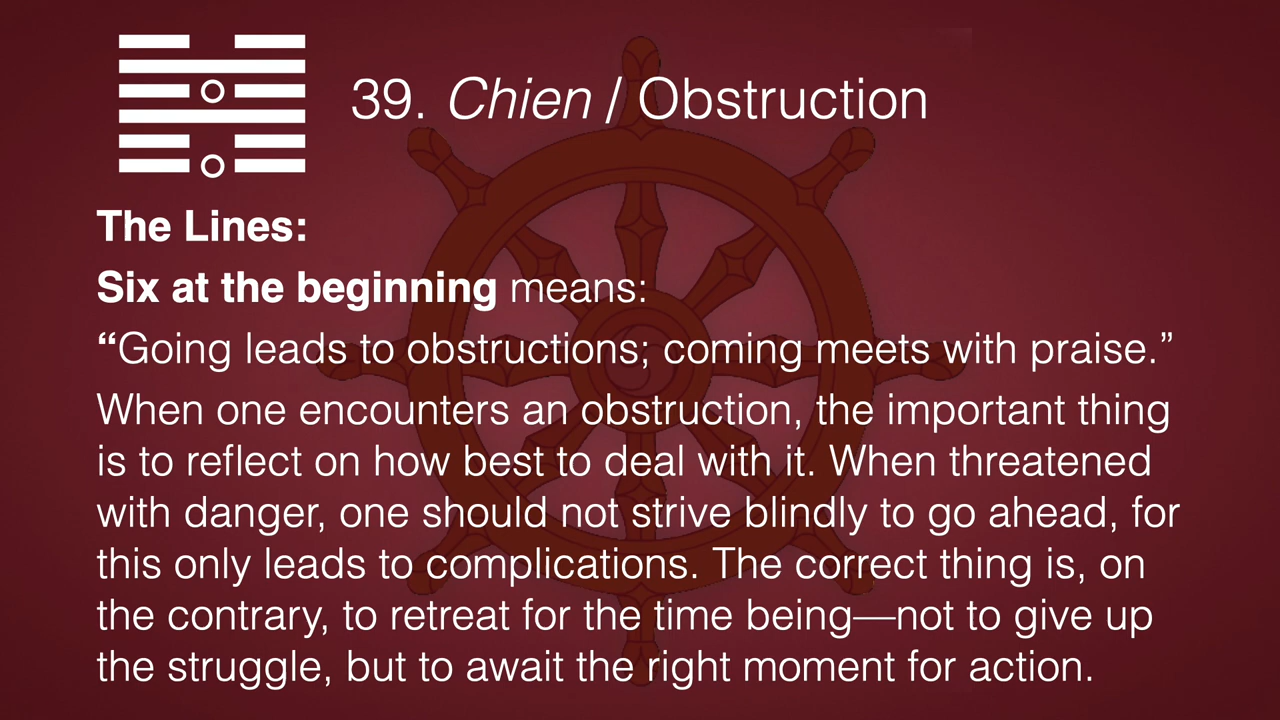 39. Chien / Obstruction
The Lines:
Six at the beginning means:
“Going leads to obstructions; coming meets with praise.”
When one encounters an obstruction, the important thing
is to reflect on how best to deal with it. When threatened
with danger, one should not strive blindly to go ahead, for
this only leads to complications. The correct thing is, on
the contrary, to retreat for the time being—not to give up
the struggle, but to await the right moment for action.